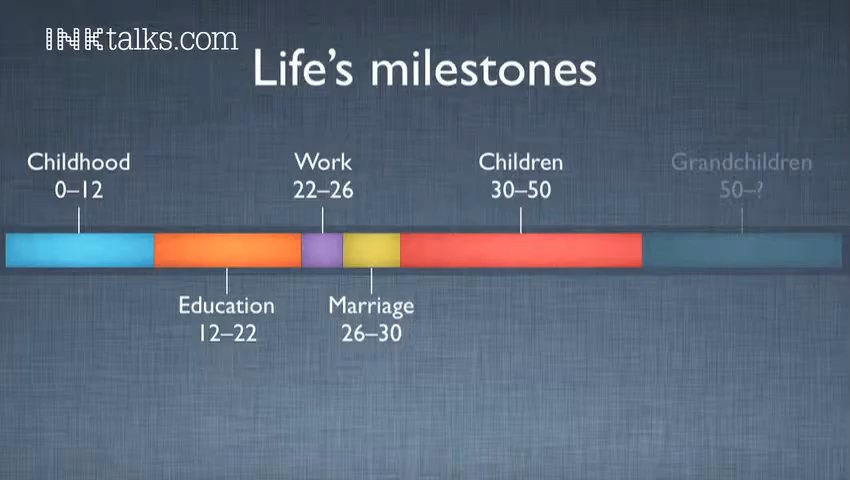 INKtalks.com
Life's milestones
Childhood
0–12
Work
22–26
Children
30–50
Grandchildren
50–?
Education
12–22
Marriage
26–30